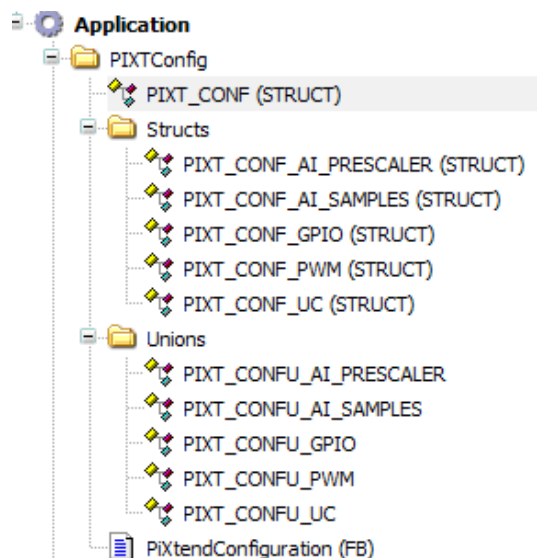 Application
PIXTConfig
PIXT_CONF (STRUCT)
Structs
PIXT_CONF_AI_PRESCALER (STRUCT)
PIXT_CONF_AI_SAMPLES (STRUCT)
PIXT_CONF_GPIO (STRUCT)
PIXT_CONF_PWM (STRUCT)
PIXT_CONF_UC (STRUCT)
Unions
PIXT_CONFU_AI_PRESCALER
PIXT_CONFU_AI_SAMPLES
PIXT_CONFU_GPIO
PIXT_CONFU_PWM
PIXT_CONFU_UC
PiXtendConfiguration (FB)